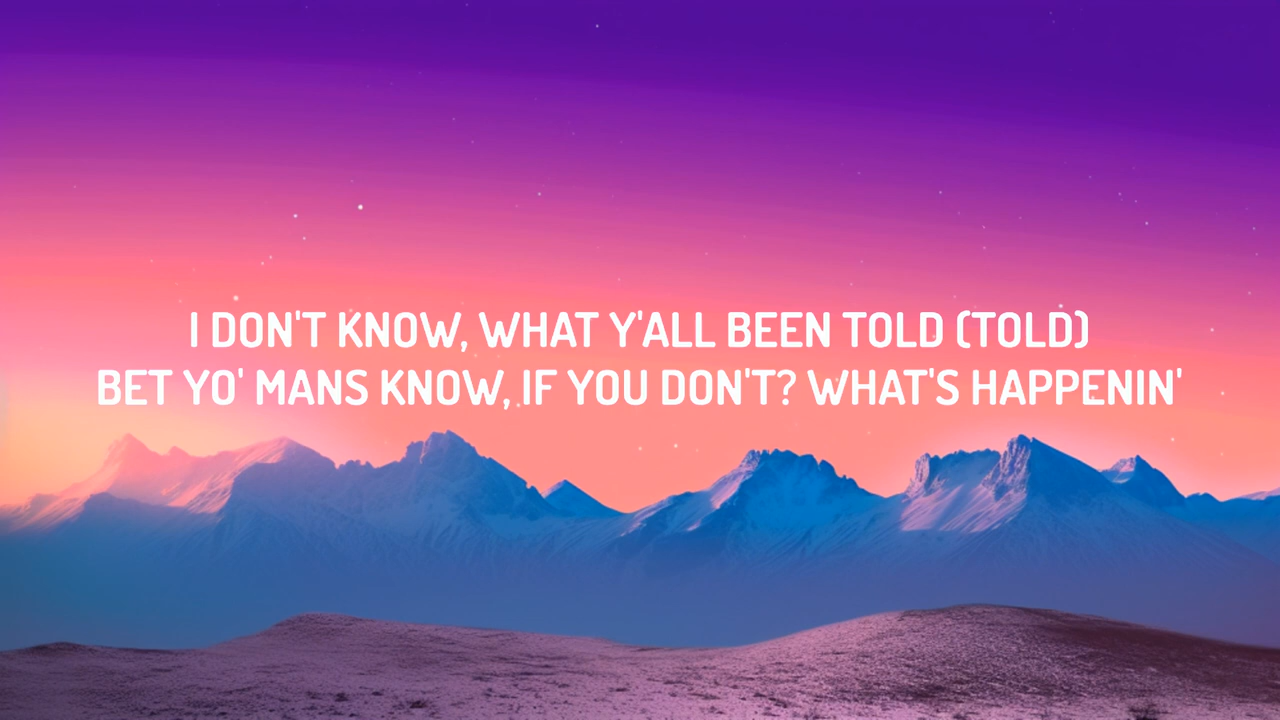 I DON'T KNOW, WHAT Y'ALL BEEN TOLD (TOLD)
BET YO' MANS KNOW, IF YOU DON'T? WHAT'S HAPPENIN'